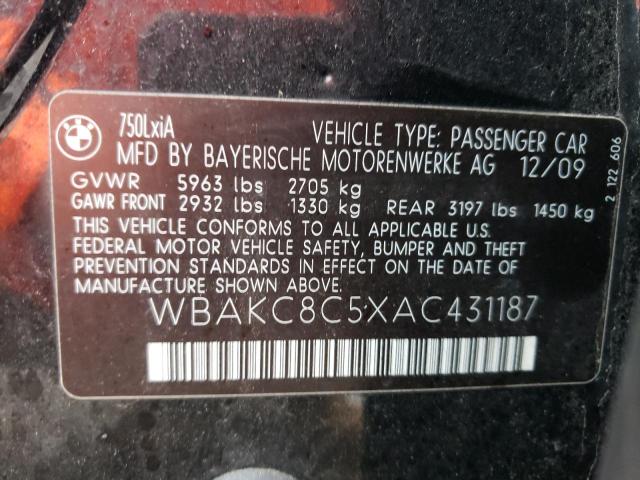 BMW
750LxiA
VEHICLE TYPE: PASSENGER CAR
MFD BY BAYERISCHE MOTORENWERKE AG 12/09
GVWR 5963 lbs 2705 kg
GAWR FRONT 2932 lbs 1330 kg REAR 3197 lbs 1450 kg
THIS VEHICLE CONFORMS TO ALL APPLICABLE U.S.
FEDERAL MOTOR VEHICLE SAFETY, BUMPER AND THEFT
PREVENTION STANDARDS IN EFFECT ON THE DATE OF
MANUFACTURE SHOWN ABOVE.
WBAKC8C5XAC431187
2 122 606